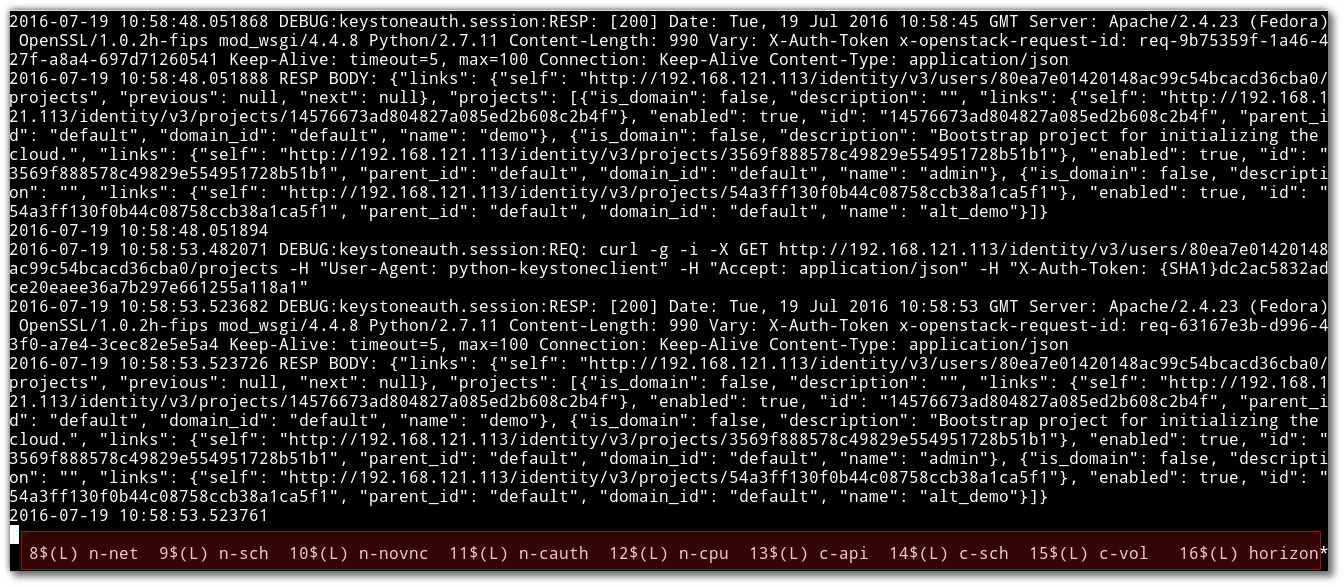 2016-07-19 10:58:48.051868 DEBUG:keystoneauth.session:RESP: [200] Date: Tue, 19 Jul 2016 10:58:45 GMT Server: Apache/2.4.23 (Fedora)
 OpenSSL/1.0.2h-fips mod_wsgi/4.4.8 Python/2.7.11 Content-Length: 990 Vary: X-Auth-Token x-openstack-request-id: req-9b75359f-1a46-4
27f-a8a4-697d71260541 Keep-Alive: timeout=5, max=100 Connection: Keep-Alive Content-Type: application/json
2016-07-19 10:58:48.051888 RESP BODY: {"links": {"self": "http://192.168.121.113/identity/v3/users/80ea7e01420148ac99c54bcacd36cba0/
projects", "previous": null, "next": null}, "projects": [{"is_domain": false, "description": "", "links": {"self": "http://192.168.1
21.113/identity/v3/projects/14576673ad804827a085ed2b608c2b4f"}, "enabled": true, "id": "14576673ad804827a085ed2b608c2b4f", "parent_i
d": "default", "domain_id": "default", "name": "demo"}, {"is_domain": false, "description": "Bootstrap project for initializing the
cloud.", "links": {"self": "http://192.168.121.113/identity/v3/projects/3569f888578c49829e554951728b51b1"}, "enabled": true, "id": "
3569f888578c49829e554951728b51b1", "parent_id": "default", "domain_id": "default", "name": "admin"}, {"is_domain": false, "descripti
on": "", "links": {"self": "http://192.168.121.113/identity/v3/projects/54a3ff130f0b44c08758ccb38a1ca5f1"}, "enabled": true, "id": "
54a3ff130f0b44c08758ccb38a1ca5f1", "parent_id": "default", "domain_id": "default", "name": "alt_demo"}]}
2016-07-19 10:58:48.051894
2016-07-19 10:58:53.482071 DEBUG:keystoneauth.session:REQ: curl -g -i -X GET http://192.168.121.113/identity/v3/users/80ea7e01420148
ac99c54bcacd36cba0/projects -H "User-Agent: python-keystoneclient" -H "Accept: application/json" -H "X-Auth-Token: {SHA1}dc2ac5832ad
ce20eaee36a7b297e661255a118a1"
2016-07-19 10:58:53.523682 DEBUG:keystoneauth.session:RESP: [200] Date: Tue, 19 Jul 2016 10:58:53 GMT Server: Apache/2.4.23 (Fedora)
 OpenSSL/1.0.2h-fips mod_wsgi/4.4.8 Python/2.7.11 Content-Length: 990 Vary: X-Auth-Token x-openstack-request-id: req-63167e3b-d996-4
3f0-a7e4-3cec82e5e5a4 Keep-Alive: timeout=5, max=100 Connection: Keep-Alive Content-Type: application/json
2016-07-19 10:58:53.523726 RESP BODY: {"links": {"self": "http://192.168.121.113/identity/v3/users/80ea7e01420148ac99c54bcacd36cba0/
projects", "previous": null, "next": null}, "projects": [{"is_domain": false, "description": "", "links": {"self": "http://192.168.1
21.113/identity/v3/projects/14576673ad804827a085ed2b608c2b4f"}, "enabled": true, "id": "14576673ad804827a085ed2b608c2b4f", "parent_i
d": "default", "domain_id": "default", "name": "demo"}, {"is_domain": false, "description": "Bootstrap project for initializing the
cloud.", "links": {"self": "http://192.168.121.113/identity/v3/projects/3569f888578c49829e554951728b51b1"}, "enabled": true, "id": "
3569f888578c49829e554951728b51b1", "parent_id": "default", "domain_id": "default", "name": "admin"}, {"is_domain": false, "descripti
on": "", "links": {"self": "http://192.168.121.113/identity/v3/projects/54a3ff130f0b44c08758ccb38a1ca5f1"}, "enabled": true, "id": "
54a3ff130f0b44c08758ccb38a1ca5f1", "parent_id": "default", "domain_id": "default", "name": "alt_demo"}]}
2016-07-19 10:58:53.523761
8$(L) n-net  9$(L) n-sch  10$(L) n-novnc  11$(L) n-cauth  12$(L) n-cpu  13$(L) c-api  14$(L) c-sch  15$(L) c-vol   16$(L) horizon*